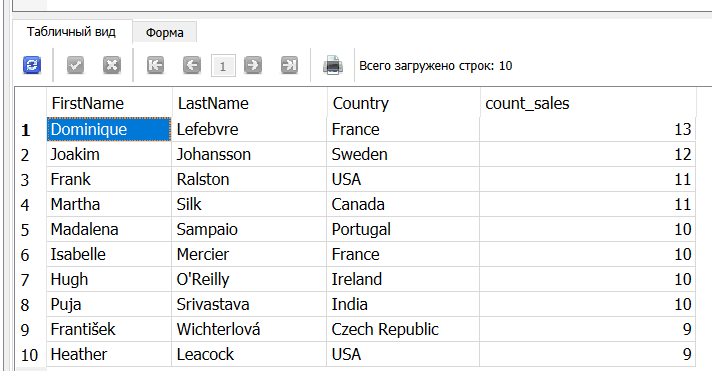 Табличный вид Форма
1 Всего загружено строк: 10
FirstName LastName Country count_sales
1 Dominique Lefebvre France 13
2 Joakim Johansson Sweden 12
3 Frank Ralston USA 11
4 Martha Silk Canada 11
5 Madalena Sampaio Portugal 10
6 Isabelle Mercier France 10
7 Hugh O'Reilly Ireland 10
8 Puja Srivastava India 10
9 František Wichterlová Czech Republic 9
10 Heather Leacock USA 9